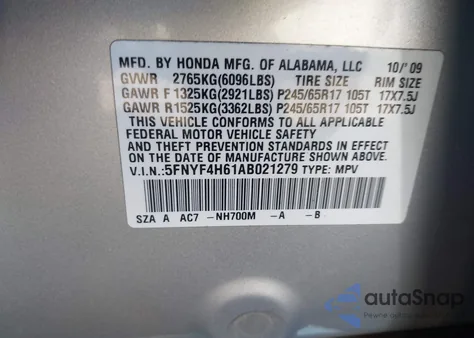 MFD. BY HONDA MFG. OF ALABAMA, LLC 10/'09
GVWR 2765KG(6096LBS) TIRE SIZE RIM SIZE
GAWR F 1325KG(2921LBS) P245/65R17 105T 17X7.5J
GAWR R 1525KG(3362LBS) P245/65R17 105T 17X7.5J
THIS VEHICLE CONFORMS TO ALL APPLICABLE
FEDERAL MOTOR VEHICLE SAFETY
AND THEFT PREVENTION STANDARDS IN EFFECT
ON THE DATE OF MANUFACTURE SHOWN ABOVE.
V.I.N.:5FNYF4H61AB021279 TYPE: MPV
SZA A AC7 -NH700M -A -B
autoSnap